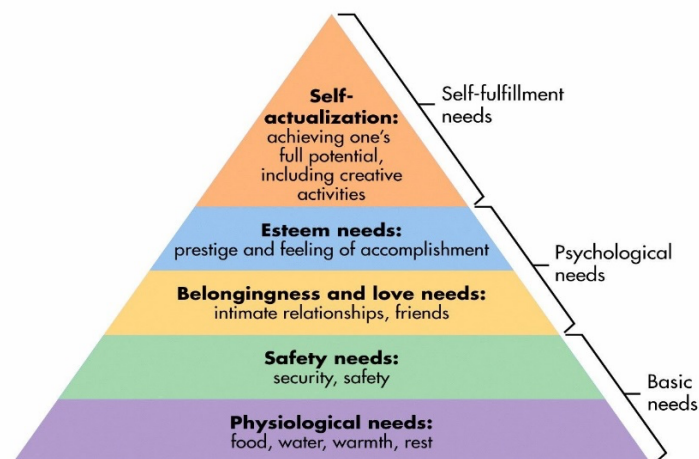 Self-
actualization:
achieving one's
full potential,
including creative
activities
Self-fulfillment
needs
Esteem needs:
prestige and feeling of accomplishment
Psychological
needs
Belongingness and love needs:
intimate relationships, friends
Safety needs:
security, safety
Basic
needs
Physiological needs:
food, water, warmth, rest